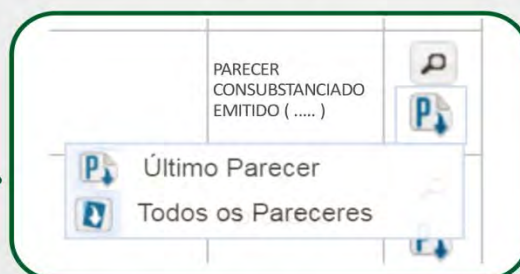 PARECER
CONSUBSTANCIADO
EMITIDO ( ..... )
P
P Último Parecer
Todos os Pareceres
P